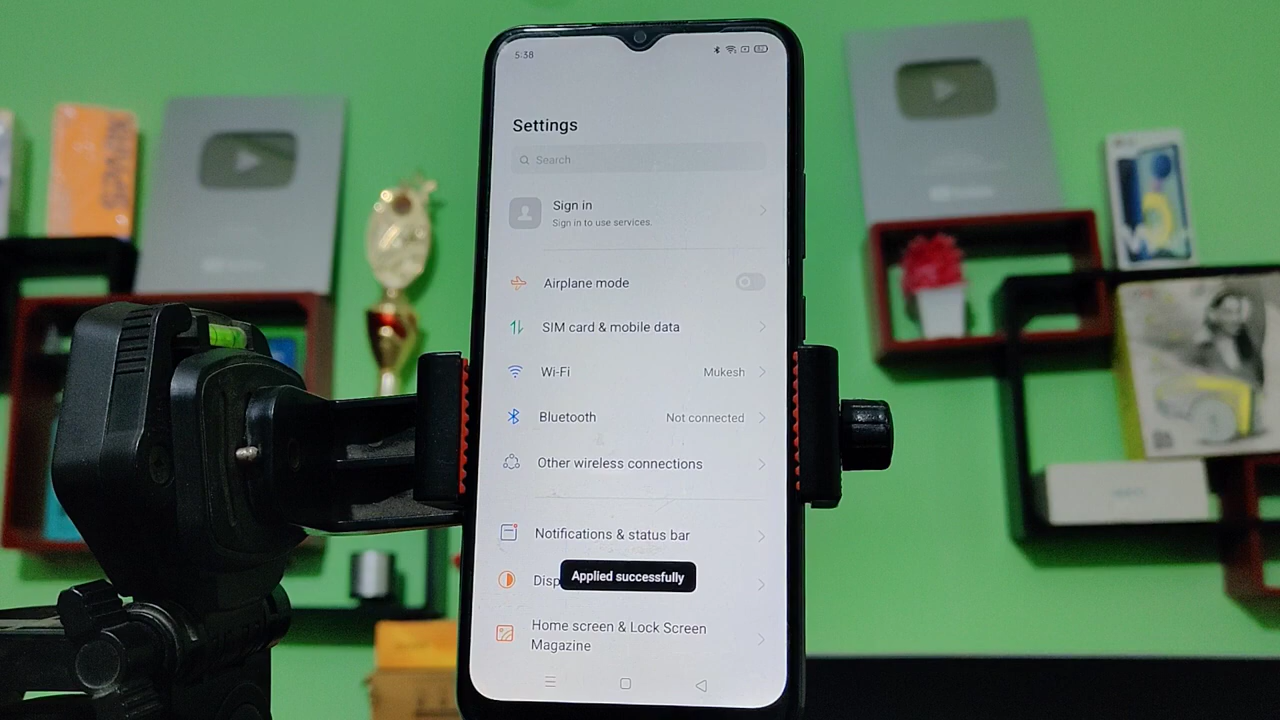 5:38
Settings
Search
Sign in
Sign in to use services.
Airplane mode
SIM card & mobile data
Wi-Fi Mukesh
Bluetooth Not connected
Other wireless connections
Notifications & status bar
Disp
Applied successfully
Home screen & Lock Screen
Magazine